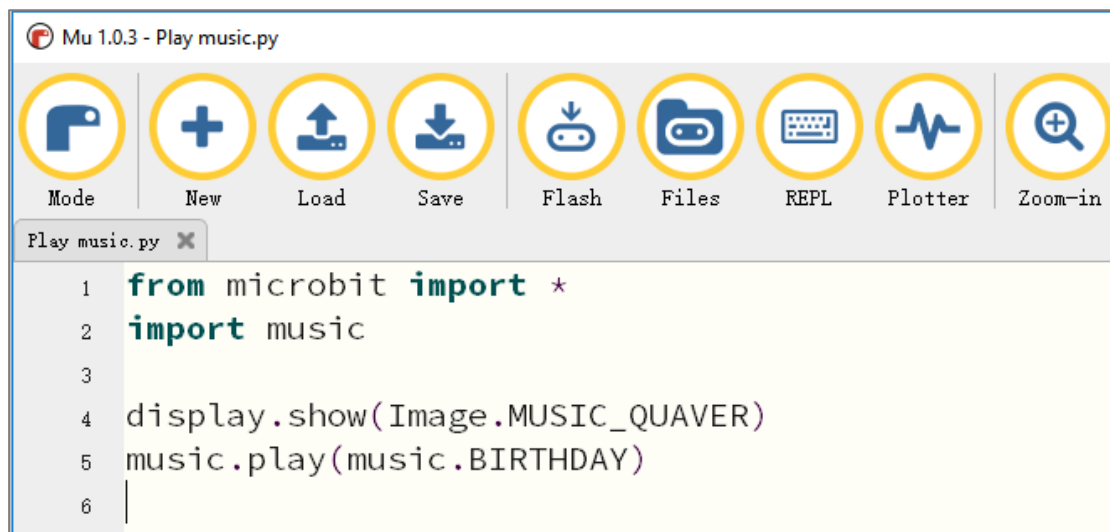 Mu 1.0.3 - Play music.py
Mode New Load Save Flash Files REPL Plotter Zoom-in
Play music.py
1 from microbit import *
2 import music
3
4 display.show(Image.MUSIC_QUAVER)
5 music.play(music.BIRTHDAY)
6